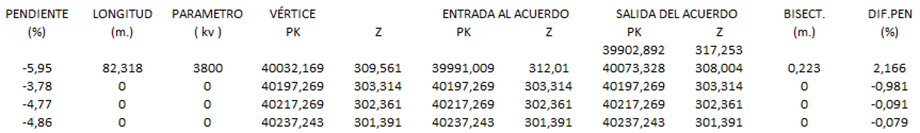 PENDIENTE LONGITUD PARAMETRO VÉRTICE ENTRADA AL ACUERDO SALIDA DEL ACUERDO BISECT. DIF.PEN
(%) (m.) ( kv ) PK Z PK Z PK Z (m.) (%)
39902,892 317,253
-5,95 82,318 3800 40032,169 309,561 39991,009 312,01 40073,328 308,004 0,223 2,166
-3,78 0 0 40197,269 303,314 40197,269 303,314 40197,269 303,314 0 -0,981
-4,77 0 0 40217,269 302,361 40217,269 302,361 40217,269 302,361 0 -0,091
-4,86 0 0 40237,243 301,391 40237,243 301,391 40237,243 301,391 0 -0,079